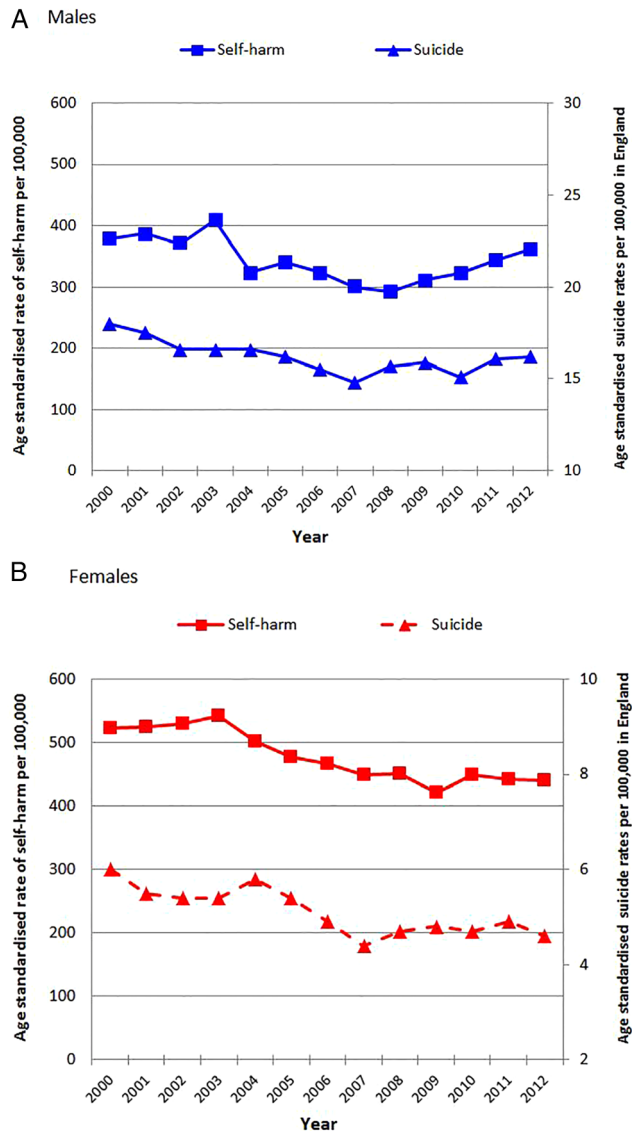 A Males
Self-harm Suicide
Age standardised rate of self-harm per 100,000
600
500
400
300
200
100
0
30
25
20
15
10
Age standardised suicide rates per 100,000 in England
2000 2001 2002 2003 2004 2005 2006 2007 2008 2009 2010 2011 2012
Year
B Females
Self-harm Suicide
Age standardised rate of self-harm per 100,000
600
500
400
300
200
100
0
10
8
6
4
2
Age standardised suicide rates per 100,000 in England
2000 2001 2002 2003 2004 2005 2006 2007 2008 2009 2010 2011 2012
Year